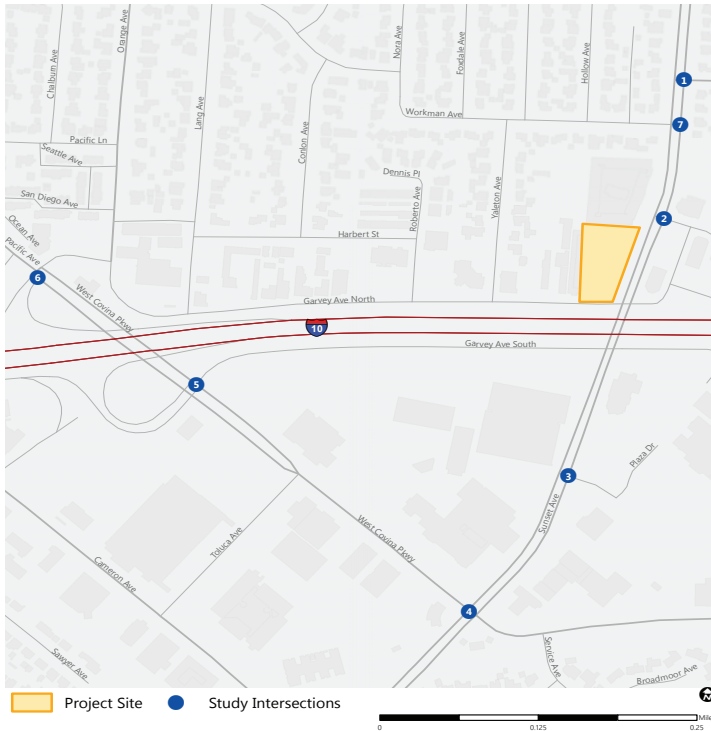 Chalburn Ave
Orange Ave
Nora Ave
Foxdale Ave
Hollow Ave
1
Lang Ave
Conlon Ave
Workman Ave
7
Pacific Ln
Seattle Ave
Dennis Pl
San Diego Ave
Roberto Ave
Yaleton Ave
2
Ocean Ave
Pacific Ave
Harbert St
6
West Covina Pkwy
Garvey Ave North
10
Garvey Ave South
5
Plaza Dr
3
Sunset Ave
West Covina Pkwy
Toluca Ave
Cameron Ave
4
Service Ave
Sawyer Ave
Broadmoor Ave
Project Site
Study Intersections
N
Mile
0
0.125
0.25